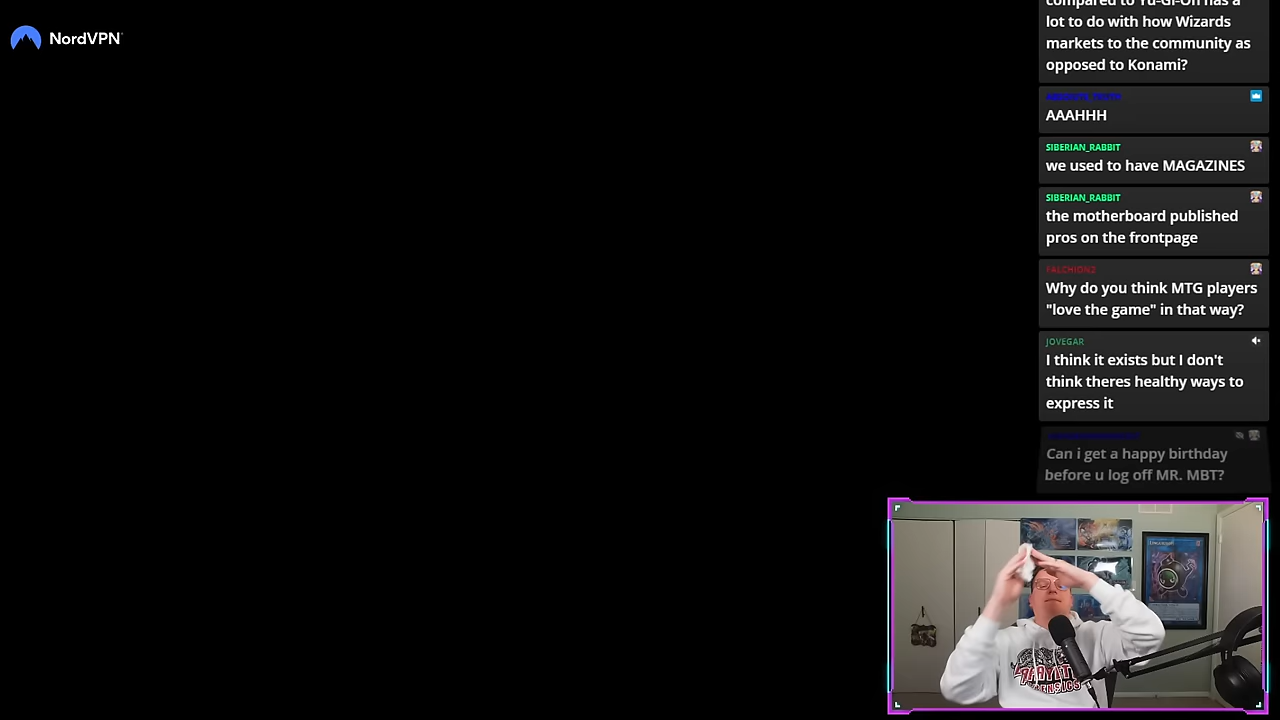 NordVPN
compared to Yu-Gi-Oh has a
lot to do with how Wizards
markets to the community as
opposed to Konami?
AAAHHH
SIBERIAN_RABBIT
we used to have MAGAZINES
SIBERIAN_RABBIT
the motherboard published
pros on the frontpage
FALCHION2
Why do you think MTG players
"love the game" in that way?
JOVEGAR
I think it exists but I don't
think theres healthy ways to
express it
Can i get a happy birthday
before u log off MR. MBT?